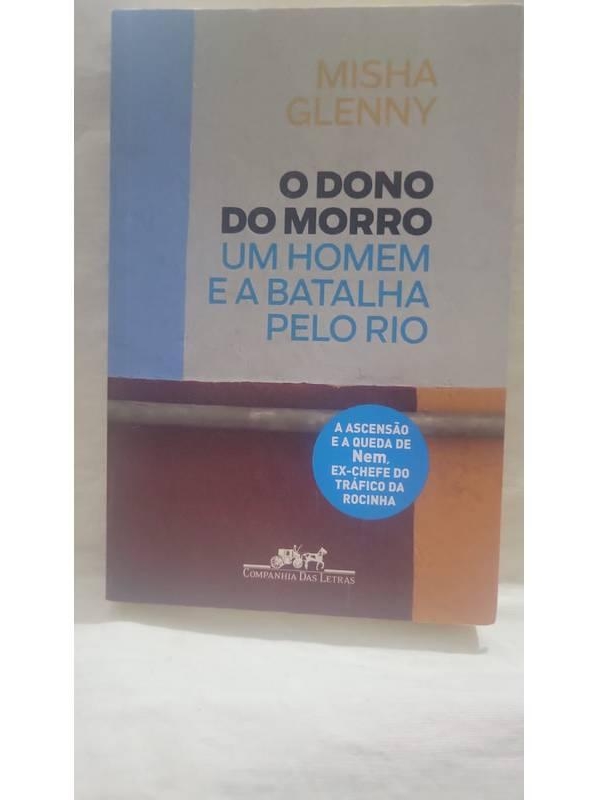 MISHA
GLENNY
O DONO
DO MORRO
UM HOMEM
E A BATALHA
PELO RIO
A ASCENSÃO
E A QUEDA DE
Nem,
EX-CHEFE DO
TRÁFICO DA
ROCINHA
COMPANHIA DAS LETRAS